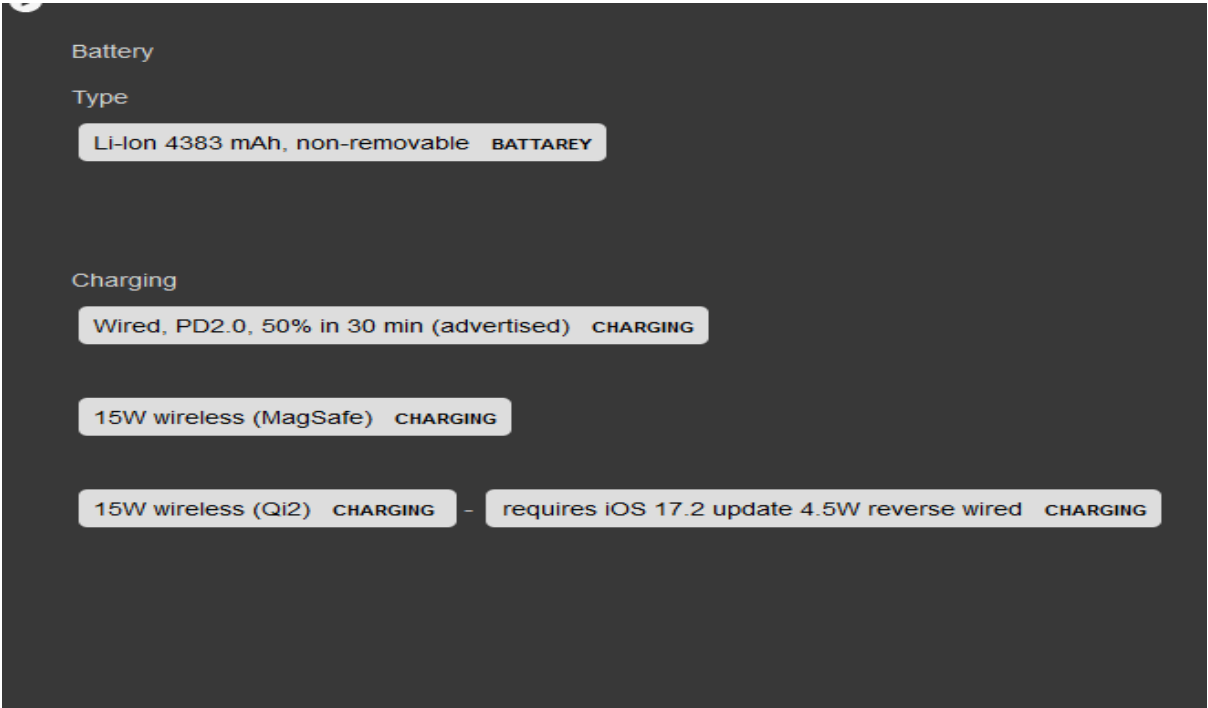 Battery
Type
Li-Ion 4383 mAh, non-removable BATTAREY
Charging
Wired, PD2.0, 50% in 30 min (advertised) CHARGING
15W wireless (MagSafe) CHARGING
15W wireless (Qi2) CHARGING - requires iOS 17.2 update 4.5W reverse wired CHARGING